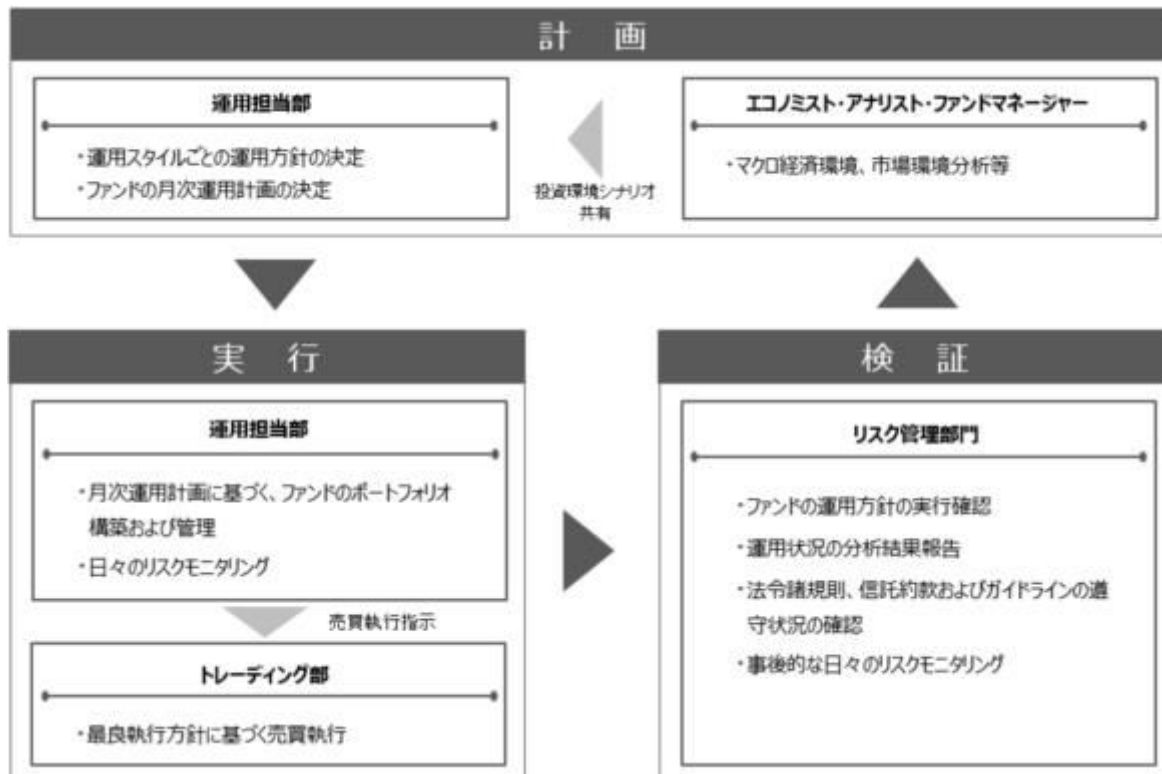 計 画
運用担当部
・運用スタイルごとの運用方針の決定
・ファンドの月次運用計画の決定
投資環境シナリオ
共有
エコノミスト・アナリスト・ファンドマネージャー
・マクロ経済環境、市場環境分析等
実 行
運用担当部
・月次運用計画に基づく、ファンドのポートフォリオ
構築および管理
・日々のリスクモニタリング
売買執行指示
トレーディング部
・最良執行方針に基づく売買執行
検 証
リスク管理部門
・ファンドの運用方針の実行確認
・運用状況の分析結果報告
・法令諸規則、信託約款およびガイドラインの遵
守状況の確認
・事後的な日々のリスクモニタリング